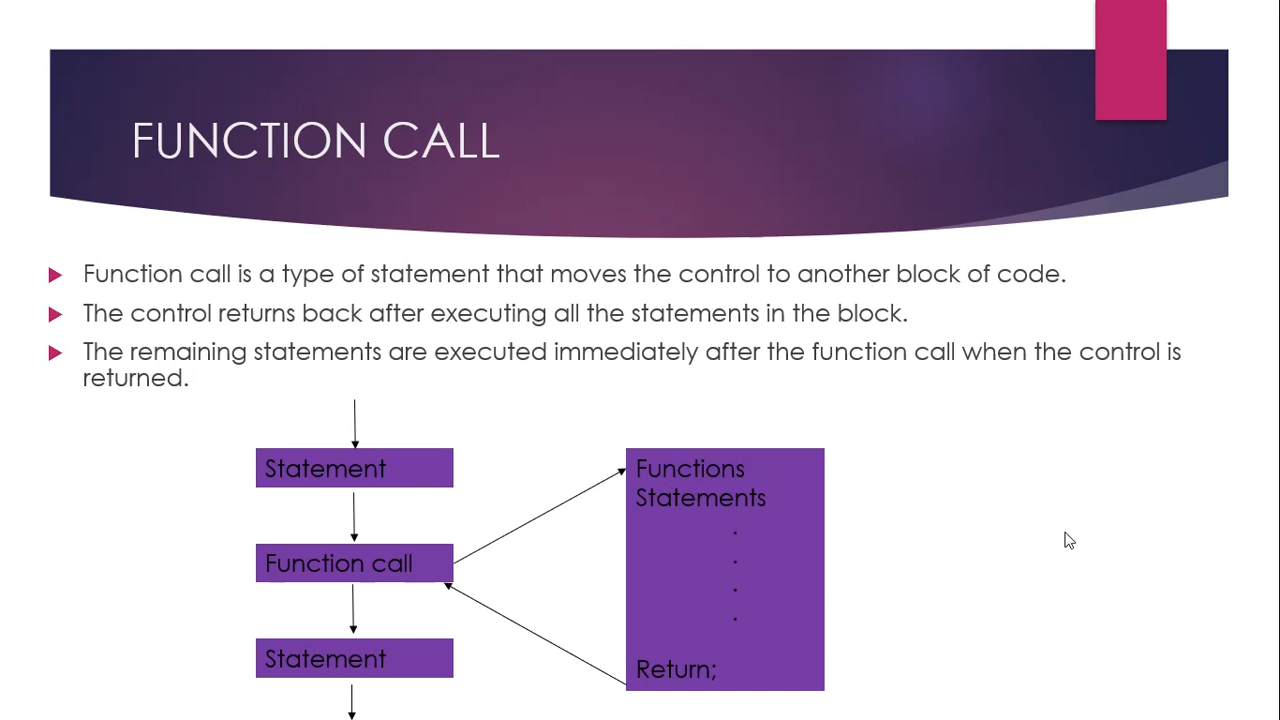 FUNCTION CALL
Function call is a type of statement that moves the control to another block of code.
The control returns back after executing all the statements in the block.
The remaining statements are executed immediately after the function call when the control is
returned.
Statement
Function call
Statement
Functions
Statements
.
.
.
.
Return;